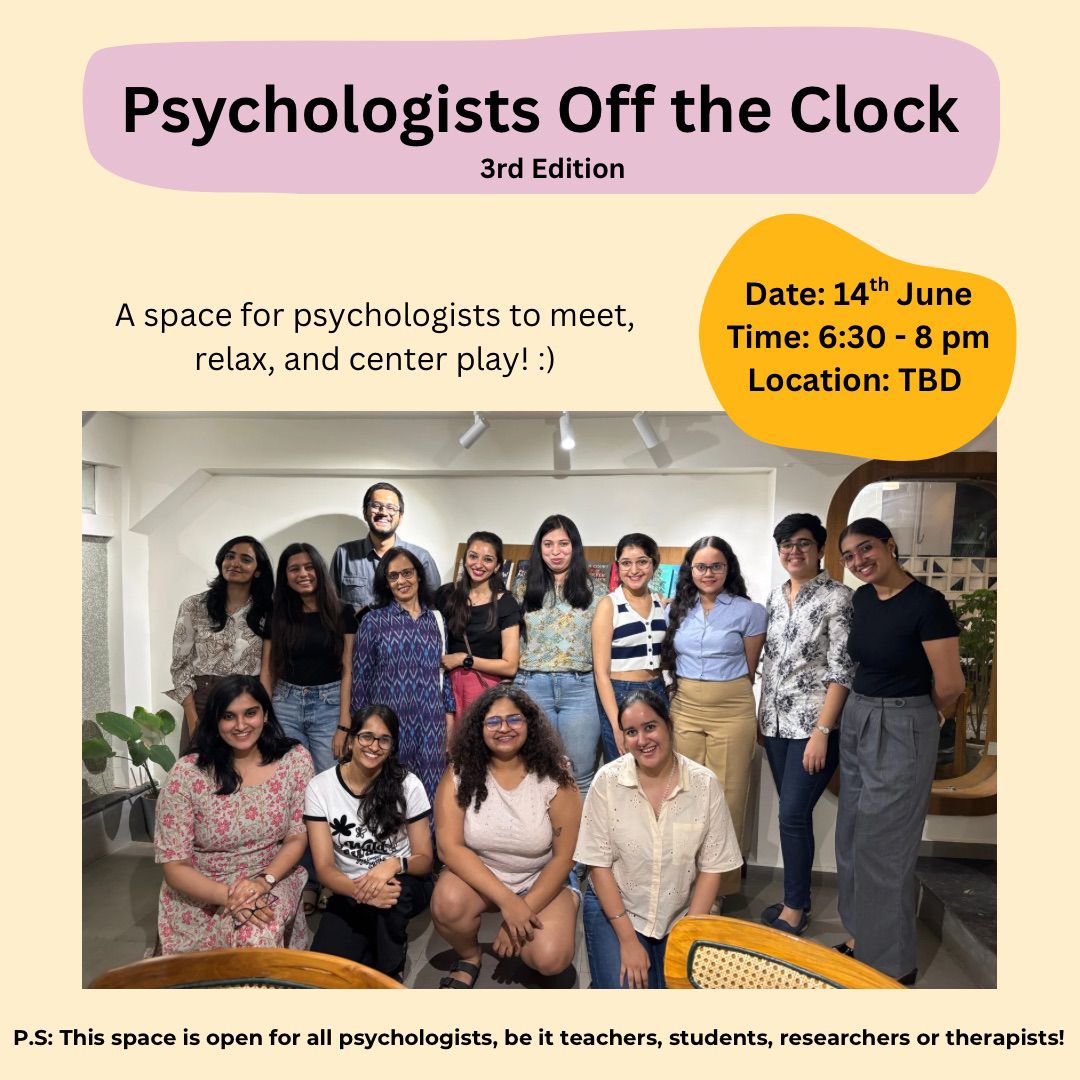 Psychologists Off the Clock
3rd Edition
A space for psychologists to meet,
relax, and center play! :)
Date: 14th June
Time: 6:30 - 8 pm
Location: TBD
P.S: This space is open for all psychologists, be it teachers, students, researchers or therapists!